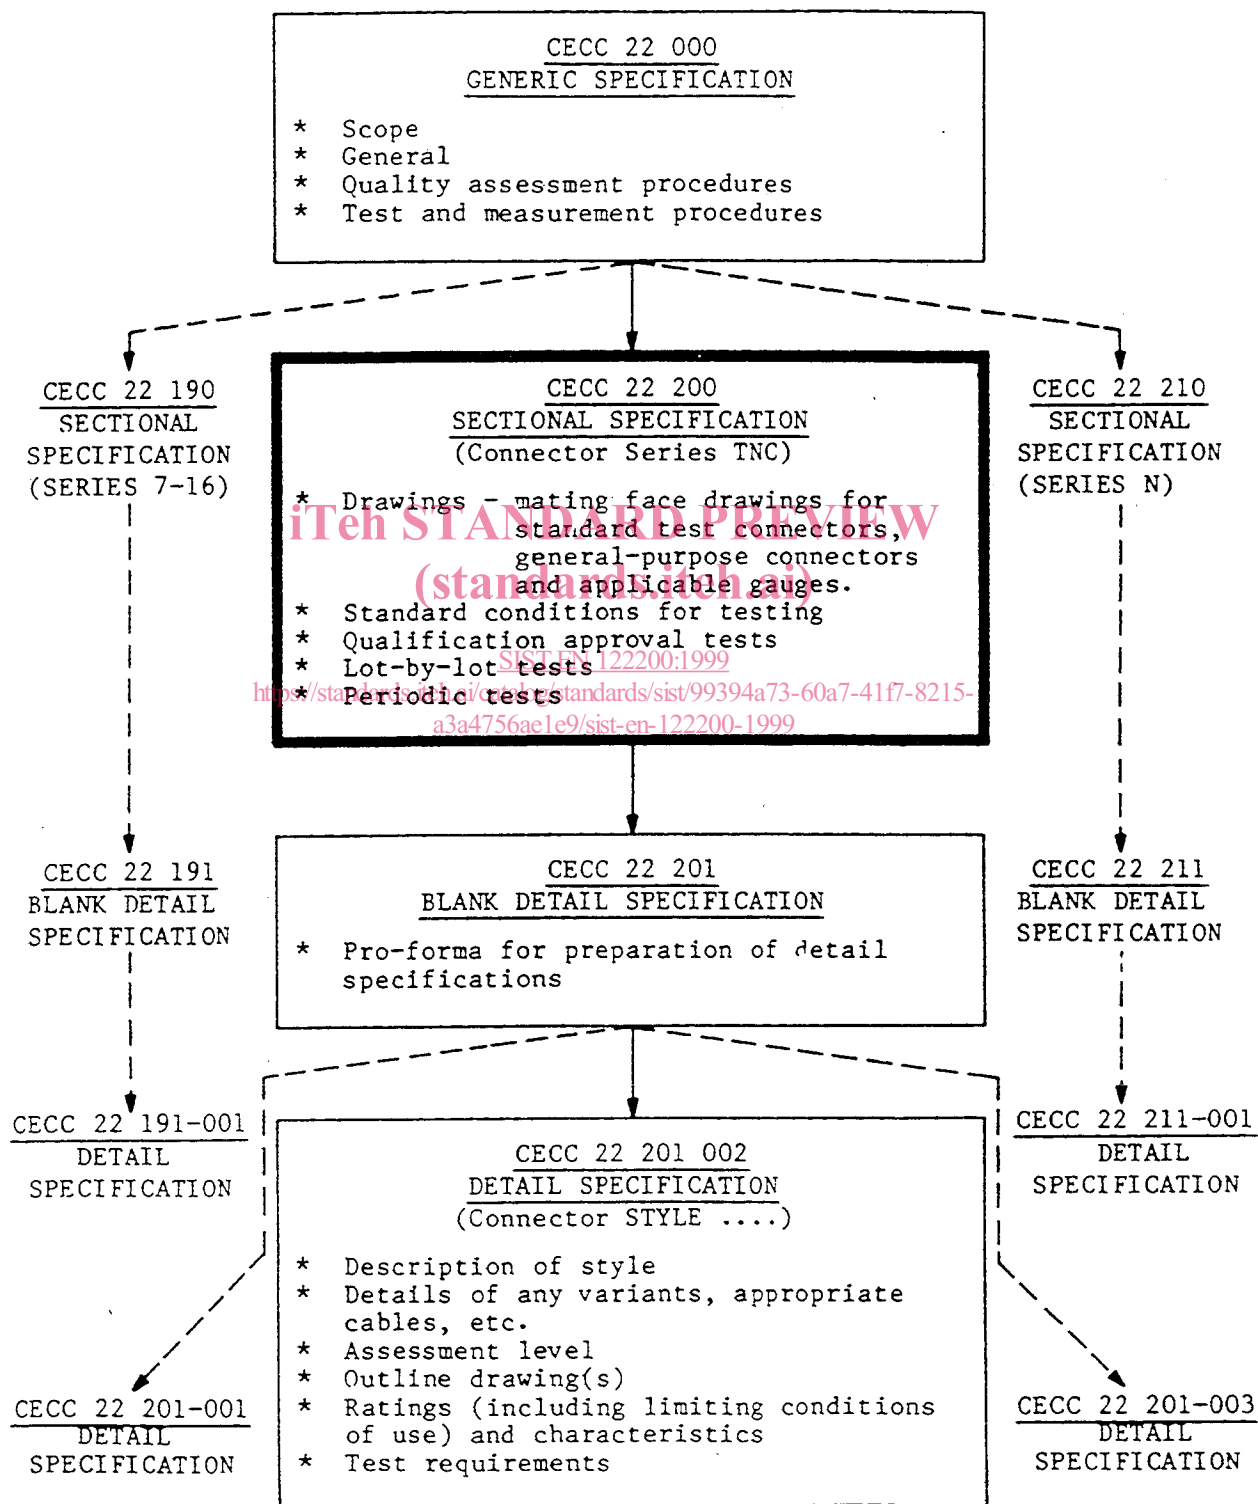 CECC 22 000
GENERIC SPECIFICATION
* Scope
* General
* Quality assessment procedures
* Test and measurement procedures
CECC 22 190
SECTIONAL
SPECIFICATION
(SERIES 7-16)
CECC 22 200
SECTIONAL SPECIFICATION
(Connector Series TNC)
* Drawings - mating face drawings for
standard test connectors,
general-purpose connectors
and applicable gauges.
* Standard conditions for testing
* Qualification approval tests
* Lot-by-lot tests
* Periodic tests
iTeh STANDARD PREVIEW
(standards.iteh.ai)
SIST EN 122200:1999
https://standards.iteh.ai/catalog/standards/sist/99394a73-60a7-41f7-8215-
a3a4756ae1e9/sist-en-122200-1999
CECC 22 210
SECTIONAL
SPECIFICATION
(SERIES N)
CECC 22 191
BLANK DETAIL
SPECIFICATION
CECC 22 201
BLANK DETAIL SPECIFICATION
* Pro-forma for preparation of detail
specifications
CECC 22 211
BLANK DETAIL
SPECIFICATION
CECC 22 191-001
DETAIL
SPECIFICATION
CECC 22 201 002
DETAIL SPECIFICATION
(Connector STYLE ....)
* Description of style
* Details of any variants, appropriate
cables, etc.
* Assessment level
* Outline drawing(s)
* Ratings (including limiting conditions
of use) and characteristics
* Test requirements
CECC 22 211-001
DETAIL
SPECIFICATION
CECC 22 201-001
DETAIL
SPECIFICATION
CECC 22 201-003
DETAIL
SPECIFICATION